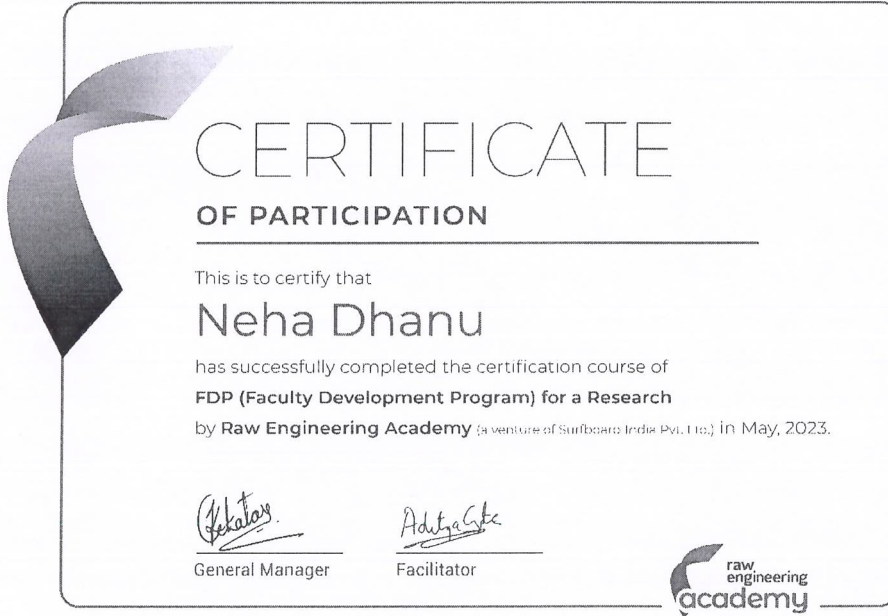 CERTIFICATE
OF PARTICIPATION
This is to certify that
Neha Dhanu
has successfully completed the certification course of
FDP (Faculty Development Program) for a Research
by Raw Engineering Academy (a venture of Surfboard India Pvt. Ltd.) in May, 2023.
General Manager
Facilitator
raw
engineering
academy